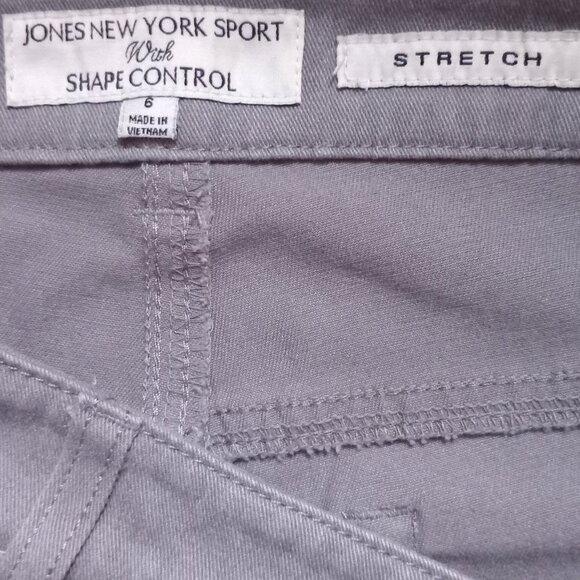 JONES NEW YORK SPORT
With
SHAPE CONTROL
6
MADE IN
VIETNAM
STRETCH